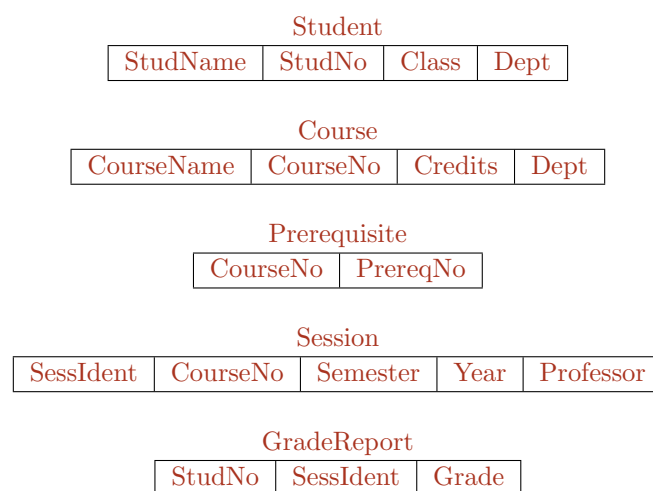 Student
StudName StudNo Class Dept
Course
CourseName CourseNo Credits Dept
Prerequisite
CourseNo PrereqNo
Session
SessIdent CourseNo Semester Year Professor
GradeReport
StudNo SessIdent Grade